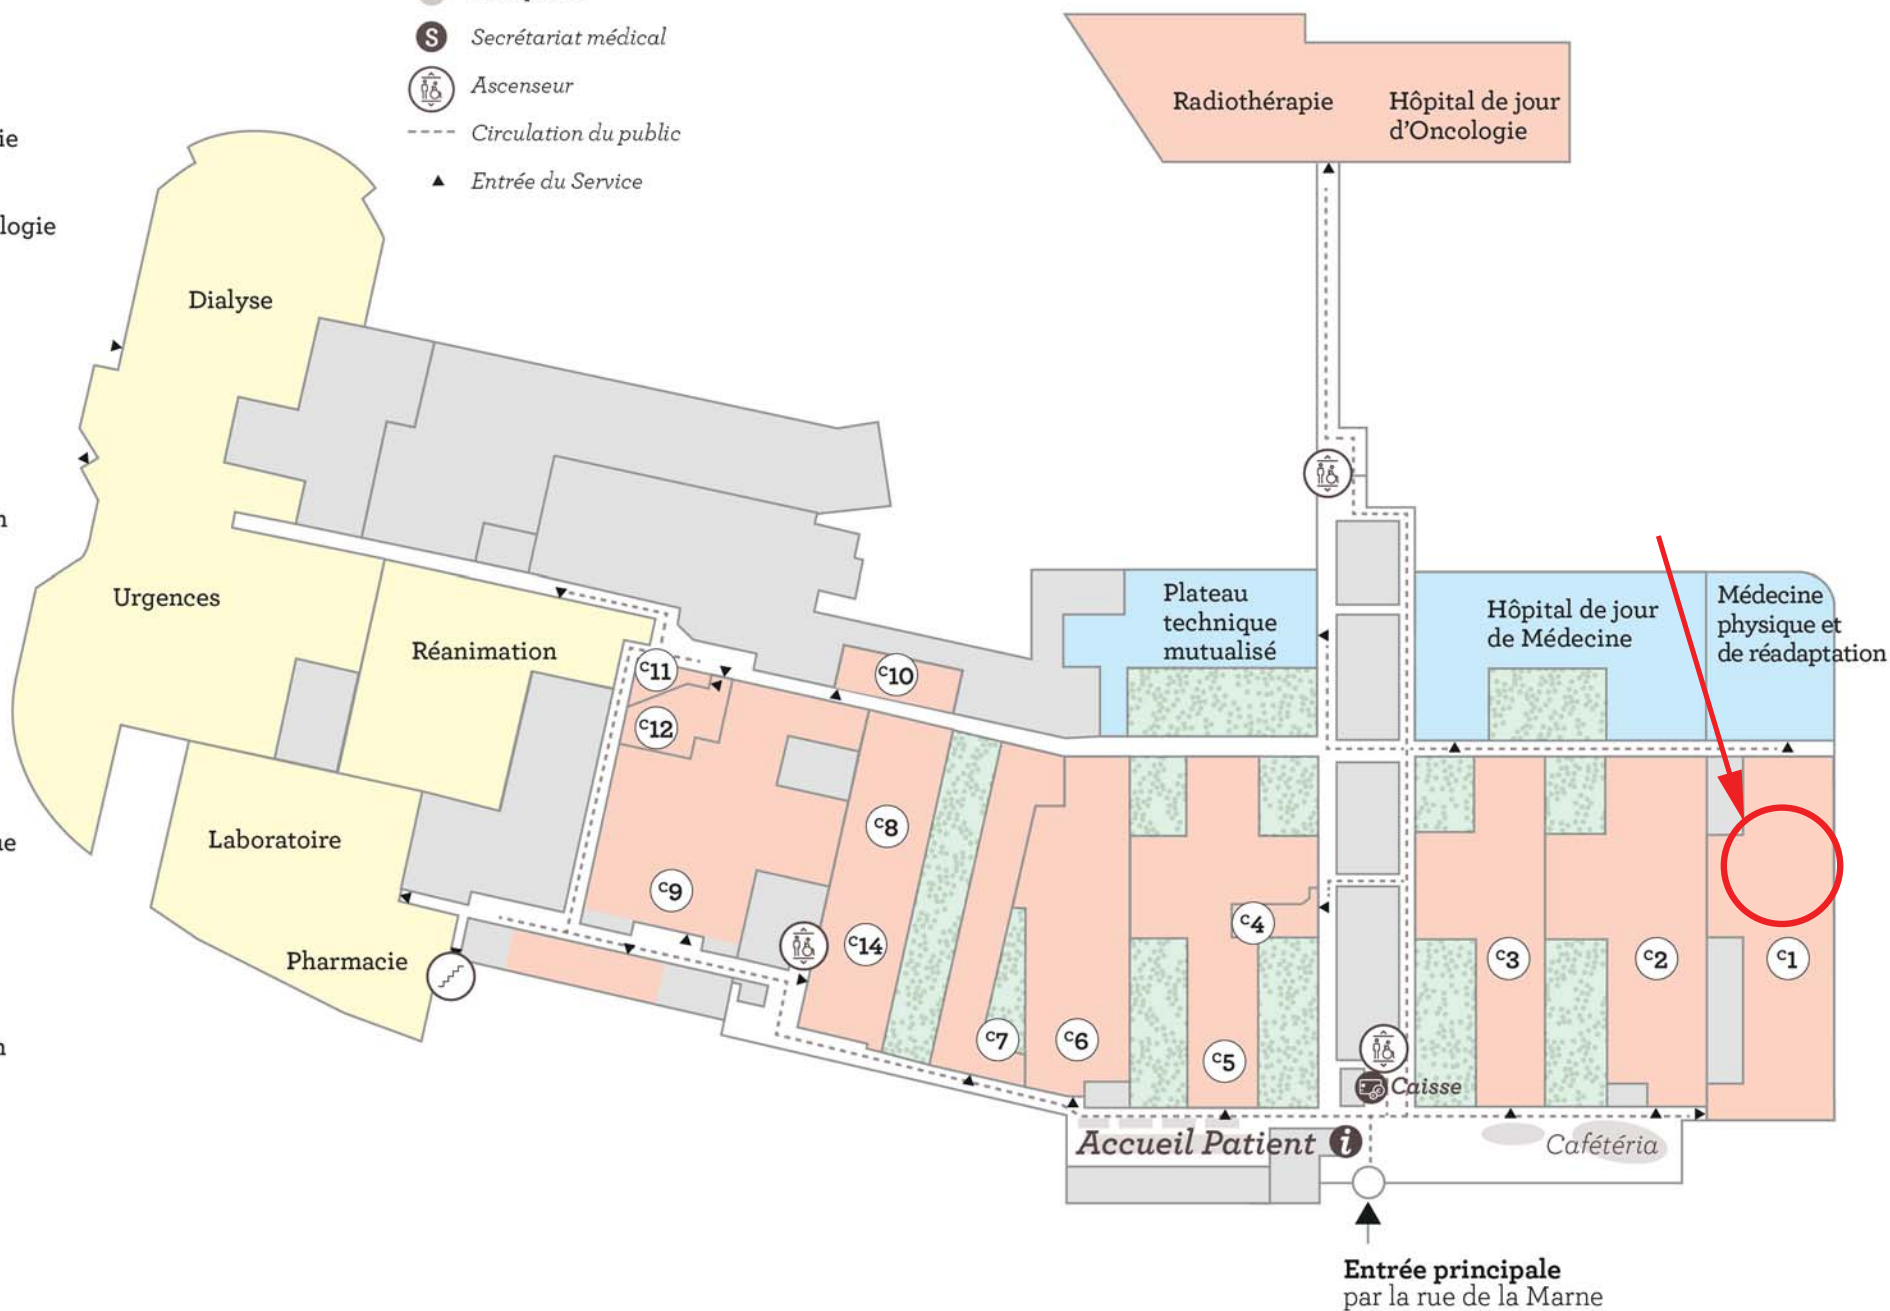 S Secrétariat médical
Ascenseur
Circulation du public
Entrée du Service
ie
logie
n
ue
n
Radiothérapie
Hôpital de jour
d'Oncologie
Dialyse
Urgences
Réanimation
Laboratoire
Pharmacie
Plateau
technique
mutualisé
Hôpital de jour
de Médecine
Médecine
physique et
de réadaptation
C11
C12
C10
C9
C8
C14
C7
C6
C5
C4
C3
C2
C1
Caisse
Accueil Patient i
Cafétéria
Entrée principale
par la rue de la Marne